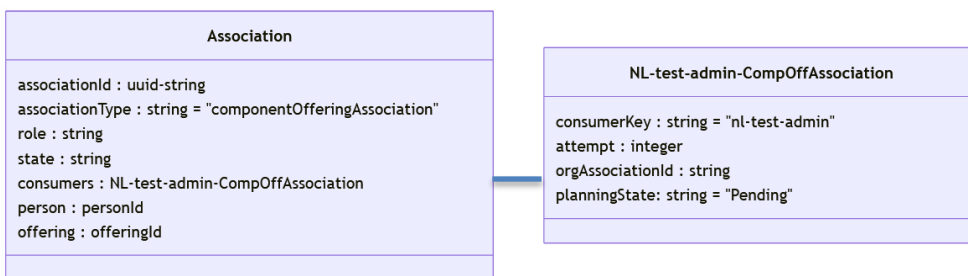 Association
associationId : uuid-string
associationType : string = "componentOfferingAssociation"
role : string
state : string
consumers : NL-test-admin-CompOffAssociation
person : personId
offering : offeringId
NL-test-admin-CompOffAssociation
consumerKey : string = "nl-test-admin"
attempt : integer
orgAssociationId : string
planningState: string = "Pending"